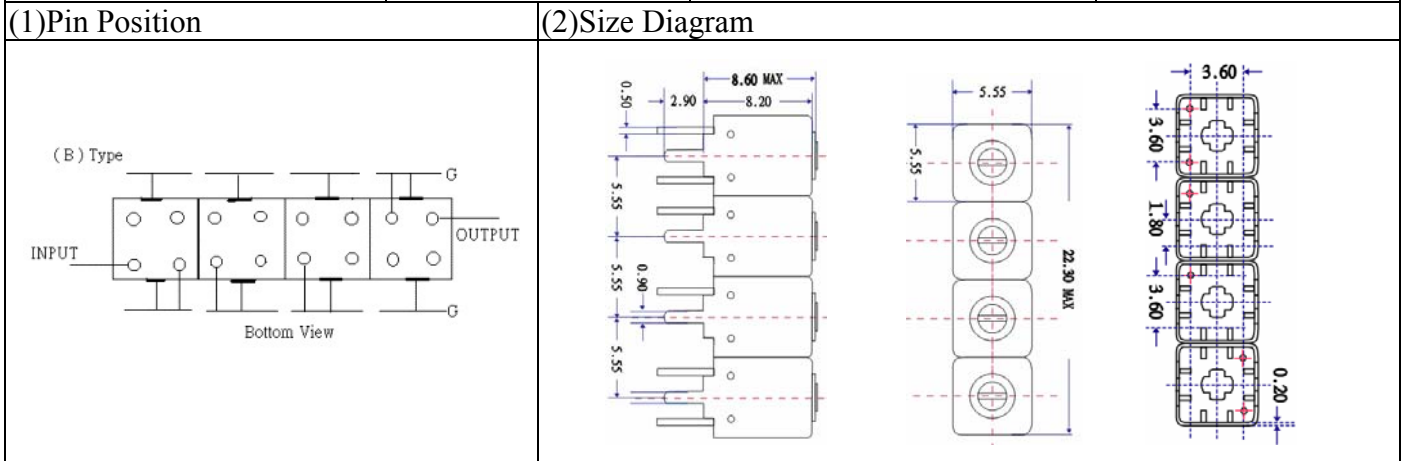 (1)Pin Position
(2)Size Diagram
(B) Type
G
INPUT
OUTPUT
G
Bottom View
8.60 MAX
0.50
2.90
8.20
5.55
5.55
0.90
5.55
5.55
5.55
22.30 MAX
3.60
3.60
1.80
3.60
0.20